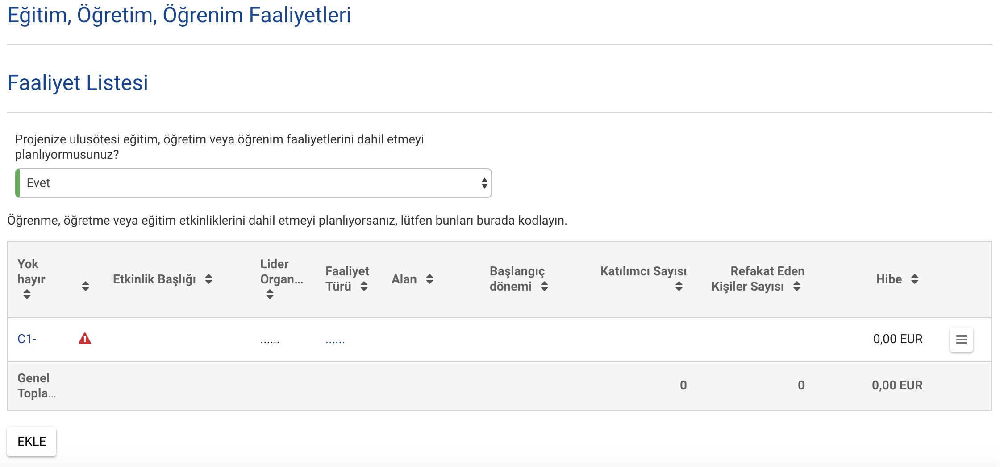 Eğitim, Öğretim, Öğrenim Faaliyetleri
Faaliyet Listesi
Projenize ulusötesi eğitim, öğretim veya öğrenim faaliyetlerini dahil etmeyi
planlıyormusunuz?
Evet
Öğrenme, öğretme veya eğitim etkinliklerini dahil etmeyi planlıyorsanız, lütfen bunları burada kodlayın.
Yok
hayır
Etkinlik Başlığı
Lider
Organ...
Faaliyet
Türü
Alan
Başlangıç
dönemi
Katılımcı Sayısı
Refakat Eden
Kişiler Sayısı
Hibe
C1-
......
......
0,00 EUR
Genel
Topla...
0
0
0,00 EUR
EKLE